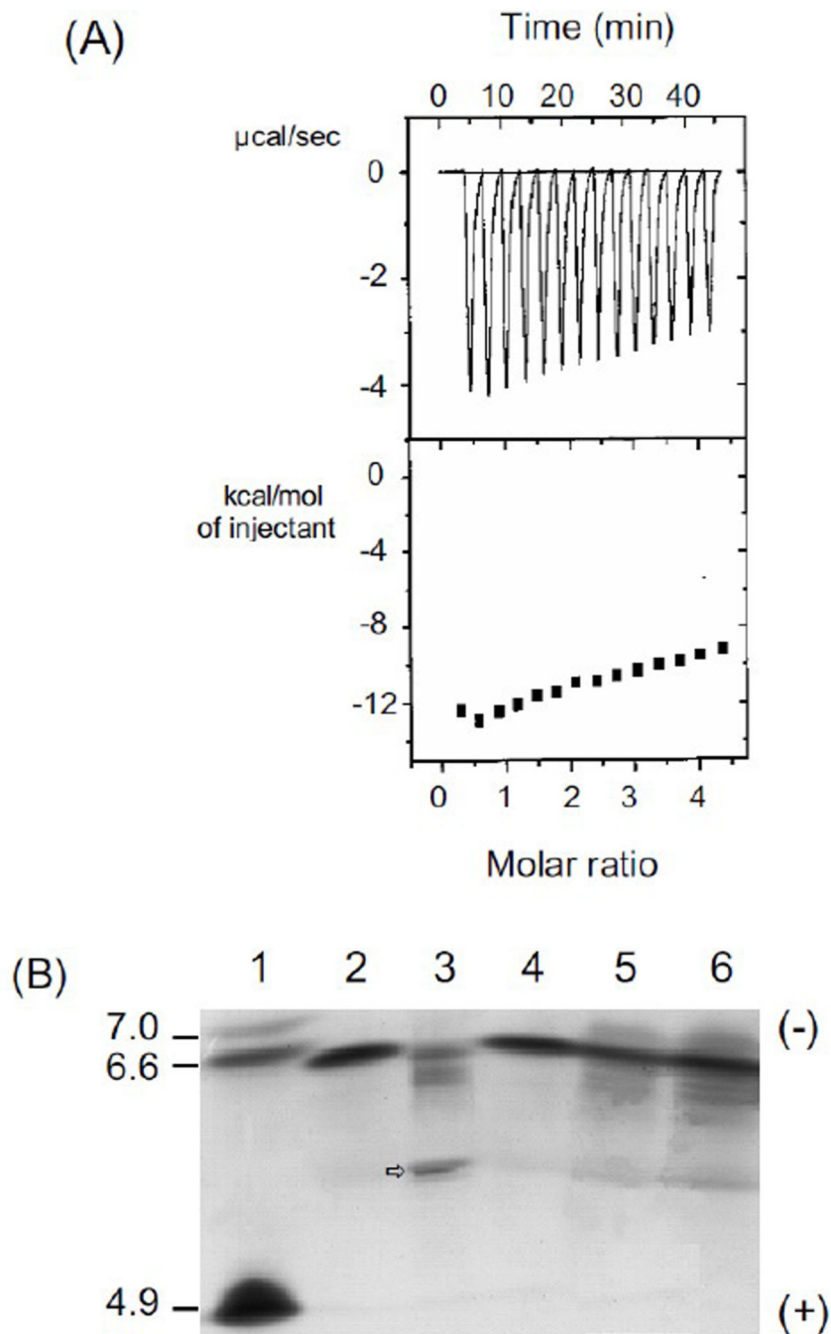 (A)
Time (min)
0 10 20 30 40
µcal/sec
0
-2
-4
0
kcal/mol
of injectant
-4
-8
-12
0 1 2 3 4
Molar ratio
(B)
1 2 3 4 5 6
7.0
(-)
6.6
4.9
(+)